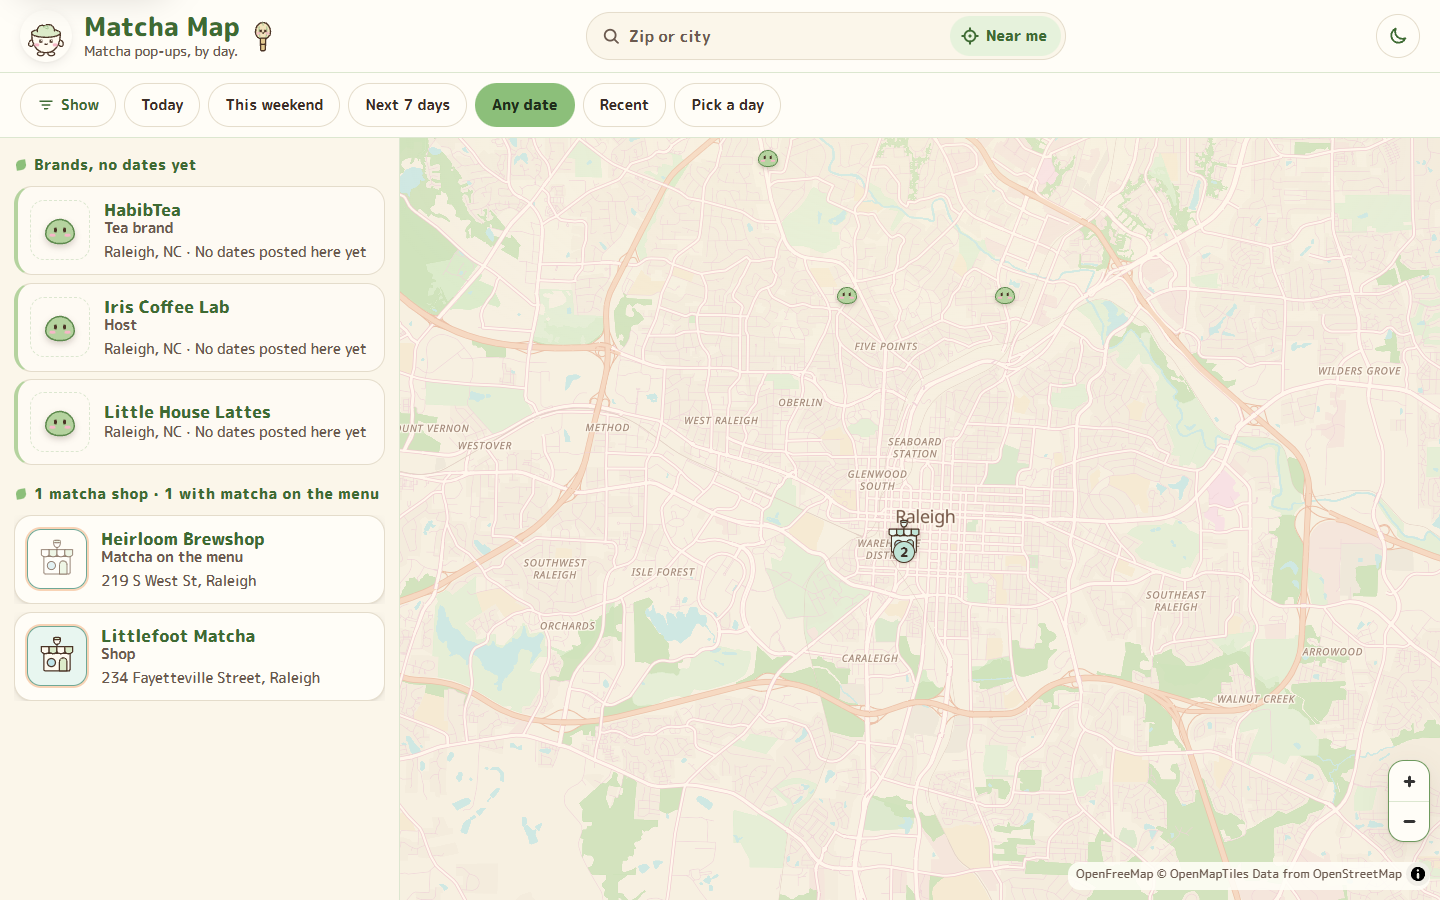 Matcha Map
Matcha pop-ups, by day.
Zip or city
Near me
Show
Today
This weekend
Next 7 days
Any date
Recent
Pick a day
Brands, no dates yet
HabibTea
Tea brand
Raleigh, NC · No dates posted here yet
Iris Coffee Lab
Host
Raleigh, NC · No dates posted here yet
Little House Lattes
Raleigh, NC · No dates posted here yet
1 matcha shop · 1 with matcha on the menu
Heirloom Brewshop
Matcha on the menu
219 S West St, Raleigh
Littlefoot Matcha
Shop
234 Fayetteville Street, Raleigh
FIVE POINTS
WILDERS GROVE
OBERLIN
WEST RALEIGH
METHOD
UNT VERNON
WESTOVER
SEABOARD
STATION
GLENWOOD
SOUTH
Raleigh
2
SOUTHWEST
RALEIGH
ISLE FOREST
SOUTHEAST
RALEIGH
ORCHARDS
CARALEIGH
ARROWOOD
WALNUT CREEK
OpenFreeMap © OpenMapTiles Data from OpenStreetMap